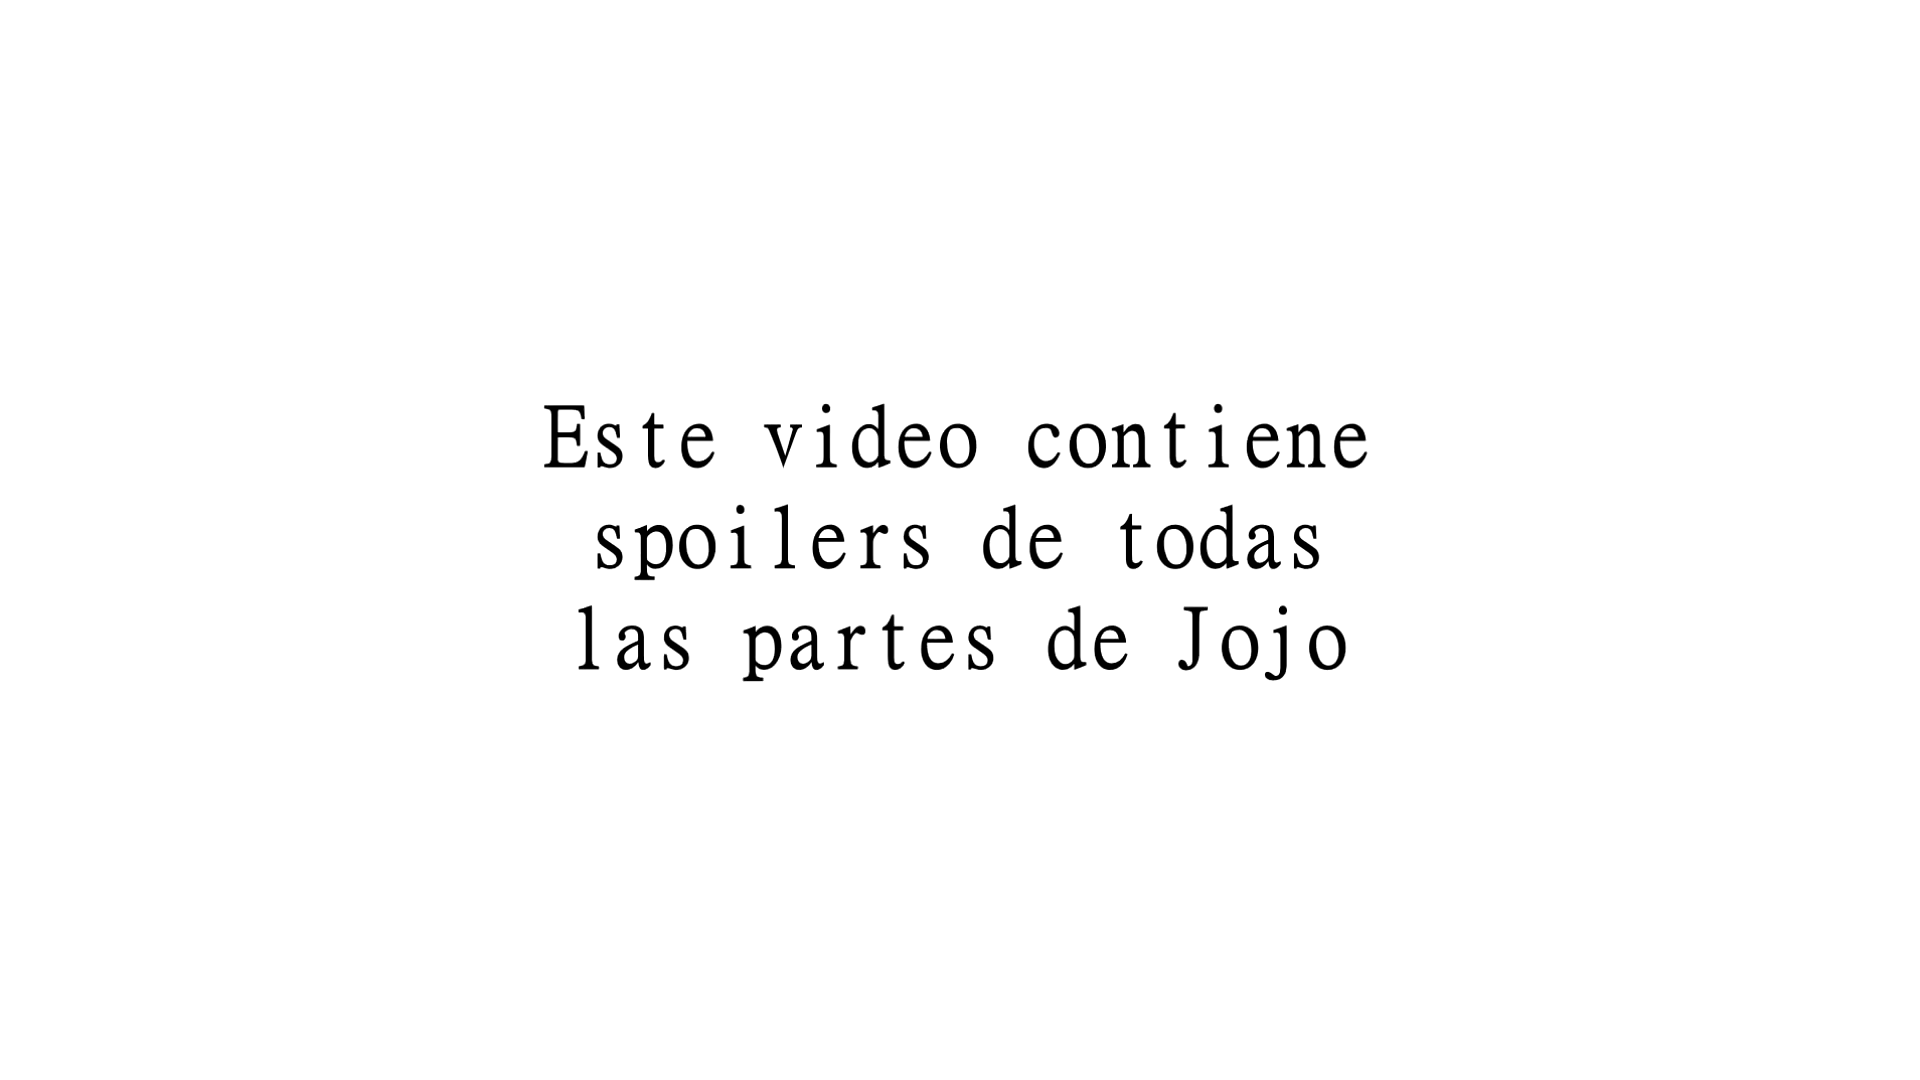 Este video contiene
spoilers de todas
las partes de Jojo